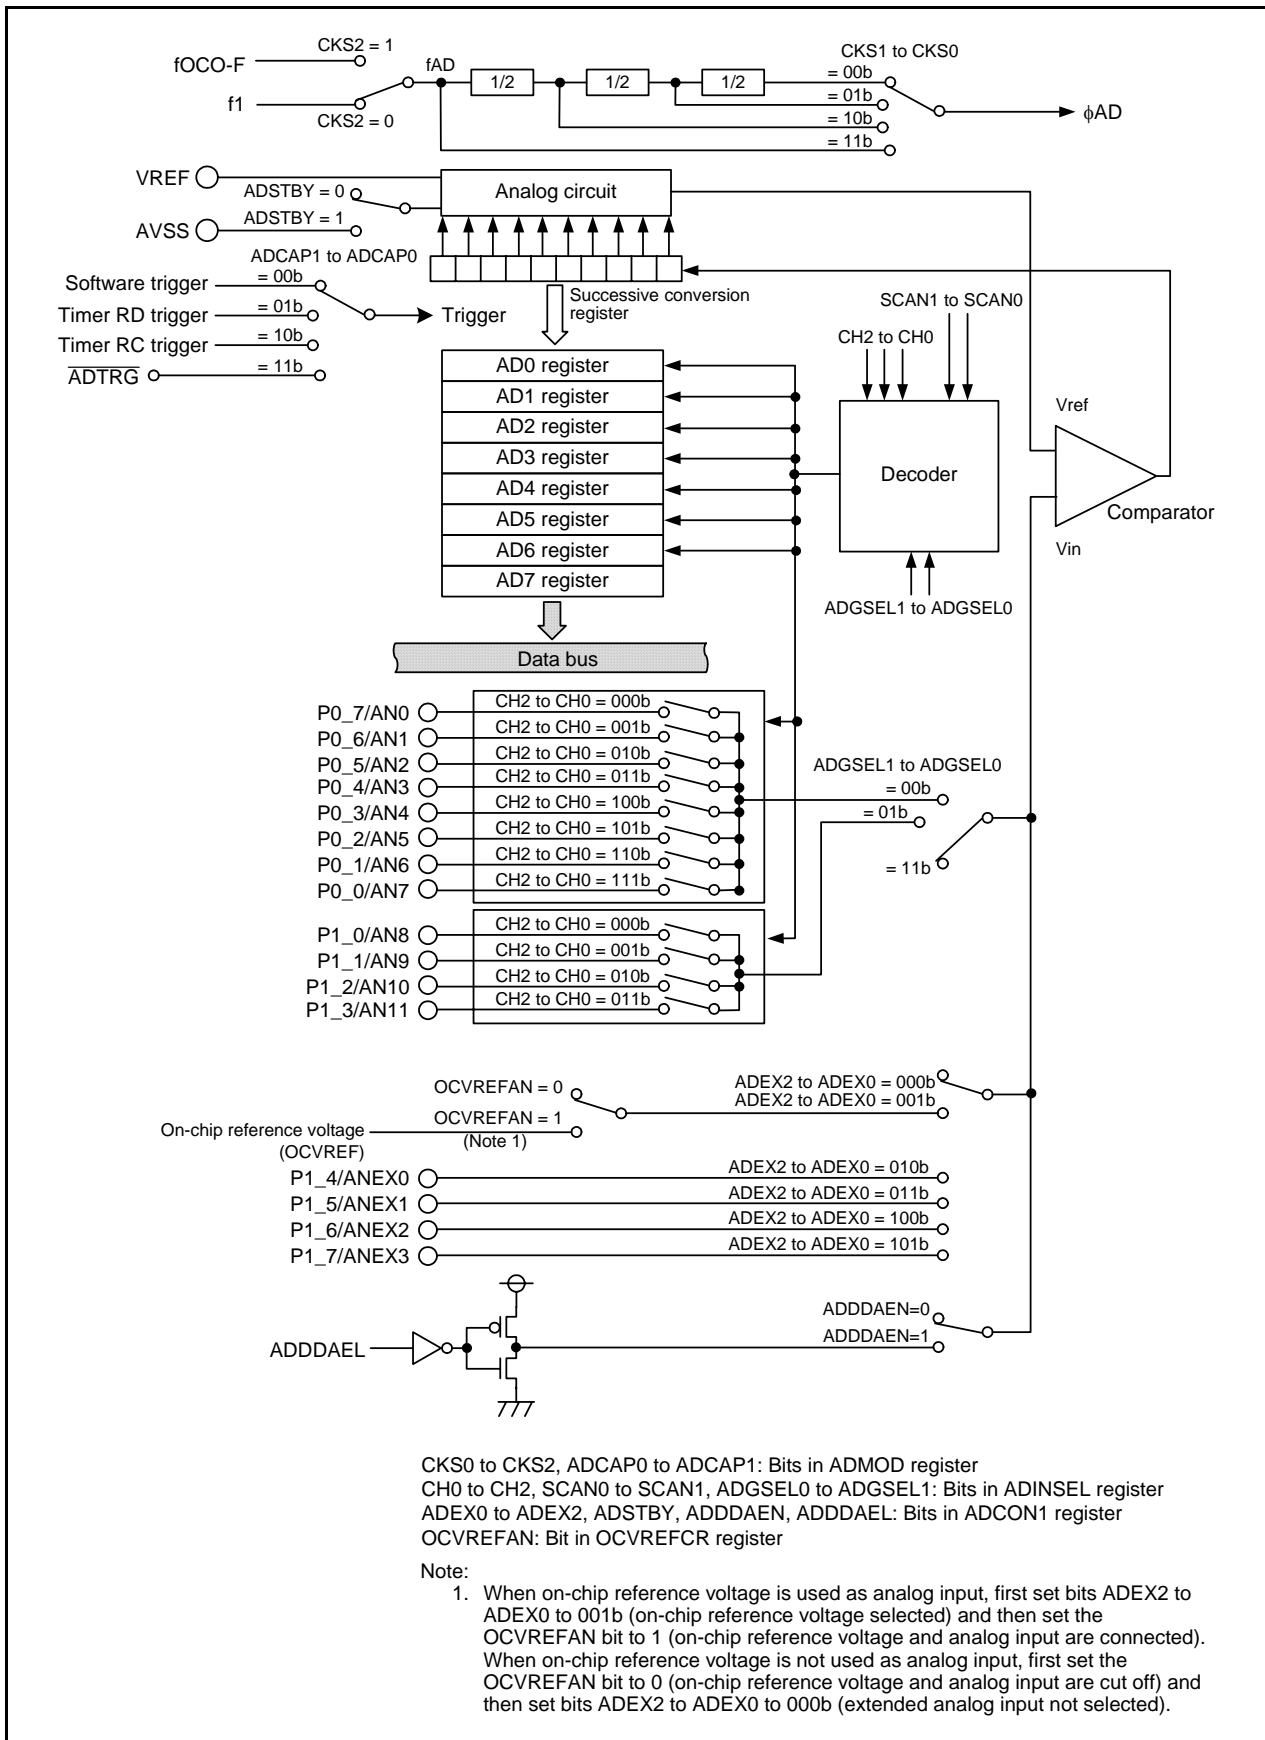 CKS2 = 1
fOCO-F
fAD
f1
CKS2 = 0
1/2
1/2
1/2
CKS1 to CKS0
= 00b
= 01b
= 10b
= 11b
ϕAD
VREF
ADSTBY = 0
AVSS
ADSTBY = 1
Analog circuit
ADCAP1 to ADCAP0
Software trigger
= 00b
Timer RD trigger
= 01b
Timer RC trigger
= 10b
ADTRG
= 11b
Trigger
Successive conversion
register
SCAN1 to SCAN0
CH2 to CH0
AD0 register
AD1 register
AD2 register
AD3 register
AD4 register
AD5 register
AD6 register
AD7 register
Decoder
Vref
Comparator
Vin
ADGSEL1 to ADGSEL0
Data bus
P0_7/AN0
CH2 to CH0 = 000b
P0_6/AN1
CH2 to CH0 = 001b
P0_5/AN2
CH2 to CH0 = 010b
P0_4/AN3
CH2 to CH0 = 011b
P0_3/AN4
CH2 to CH0 = 100b
P0_2/AN5
CH2 to CH0 = 101b
P0_1/AN6
CH2 to CH0 = 110b
P0_0/AN7
CH2 to CH0 = 111b
ADGSEL1 to ADGSEL0
= 00b
= 01b
= 11b
P1_0/AN8
CH2 to CH0 = 000b
P1_1/AN9
CH2 to CH0 = 001b
P1_2/AN10
CH2 to CH0 = 010b
P1_3/AN11
CH2 to CH0 = 011b
OCVREFAN = 0
ADEX2 to ADEX0 = 000b
ADEX2 to ADEX0 = 001b
OCVREFAN = 1
(Note 1)
On-chip reference voltage
(OCVREF)
P1_4/ANEX0
ADEX2 to ADEX0 = 010b
P1_5/ANEX1
ADEX2 to ADEX0 = 011b
P1_6/ANEX2
ADEX2 to ADEX0 = 100b
P1_7/ANEX3
ADEX2 to ADEX0 = 101b
ADDDAEL
ADDDAEN=0
ADDDAEN=1
CKS0 to CKS2, ADCAP0 to ADCAP1: Bits in ADMOD register
CH0 to CH2, SCAN0 to SCAN1, ADGSEL0 to ADGSEL1: Bits in ADINSEL register
ADEX0 to ADEX2, ADSTBY, ADDDAEN, ADDDAEL: Bits in ADCON1 register
OCVREFAN: Bit in OCVREFCR register
Note:
1. When on-chip reference voltage is used as analog input, first set bits ADEX2 to
ADEX0 to 001b (on-chip reference voltage selected) and then set the
OCVREFAN bit to 1 (on-chip reference voltage and analog input are connected).
When on-chip reference voltage is not used as analog input, first set the
OCVREFAN bit to 0 (on-chip reference voltage and analog input are cut off) and
then set bits ADEX2 to ADEX0 to 000b (extended analog input not selected).